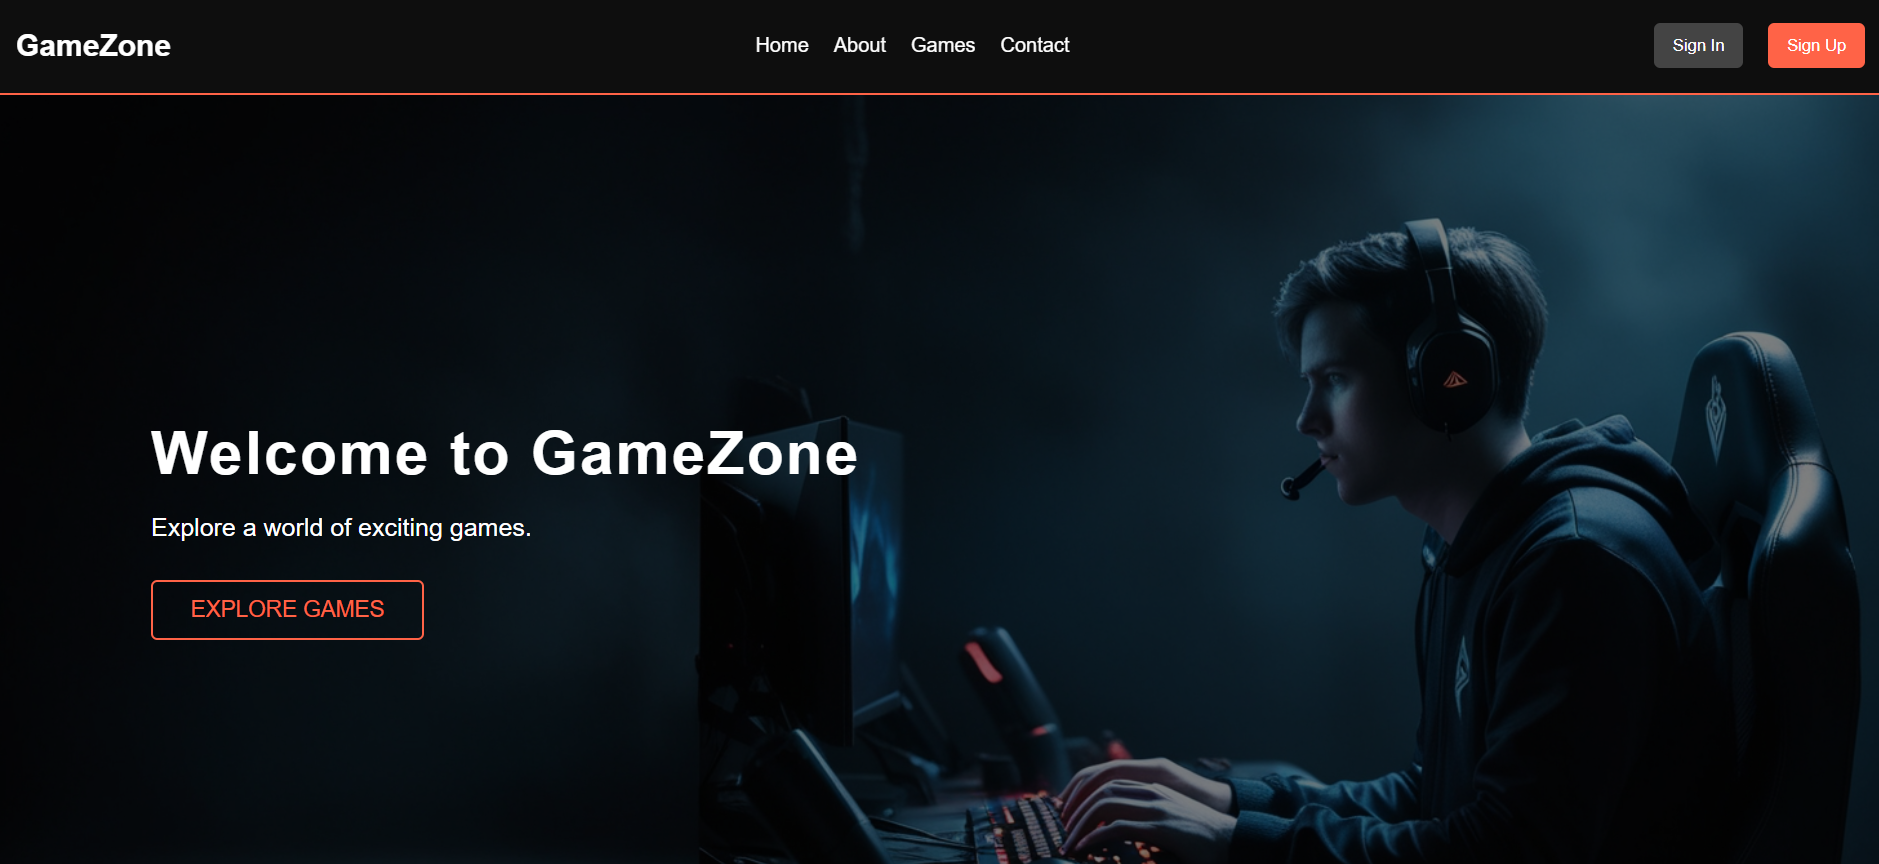 GameZone
Home About Games Contact
Sign In Sign Up
Welcome to GameZone
Explore a world of exciting games.
EXPLORE GAMES